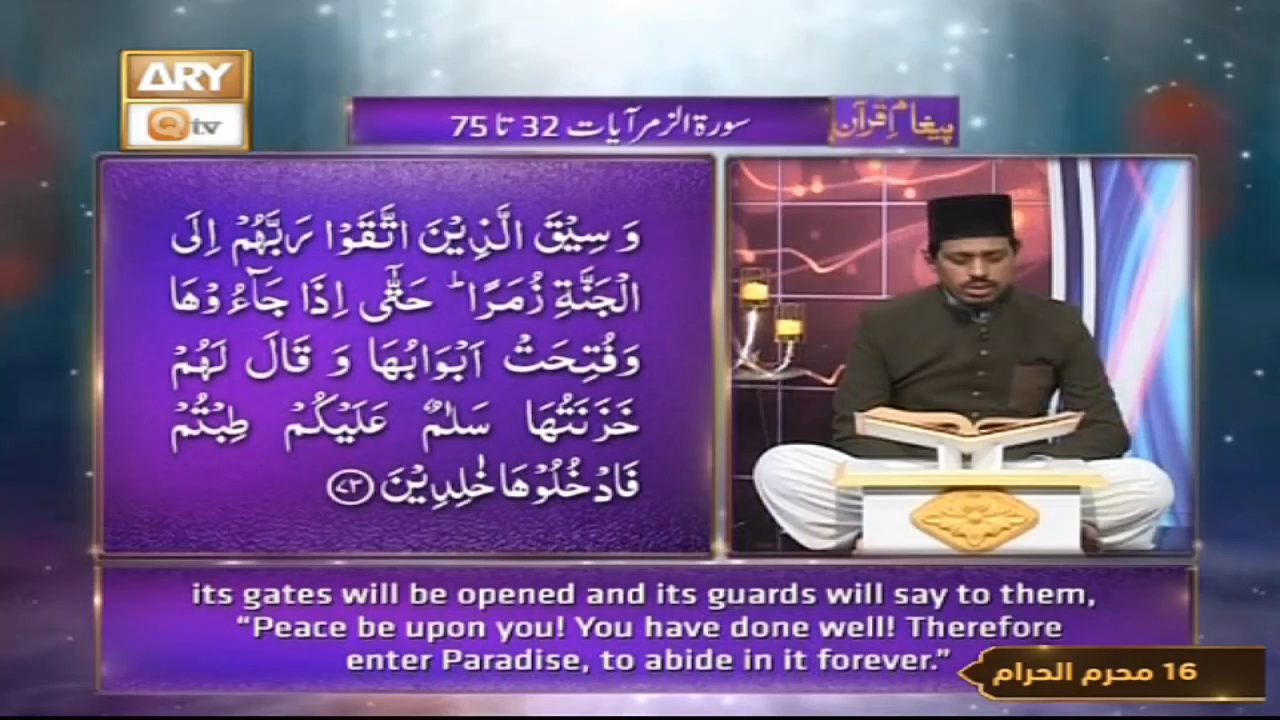 ARY
Qtv
سورة الزمر آیات 32 تا 75
پیغامِ قرآن
وَ سِیْقَ الَّذِیْنَ اتَّقَوْا رَبَّهُمْ اِلَی
الْجَنَّةِ زُمَرًا ؕ حَتّٰۤی اِذَا جَآءُوْهَا
وَفُتِحَتْ اَبْوَابُهَا وَ قَالَ لَهُمْ
خَزَنَتُهَا سَلٰمٌ عَلَیْكُمْ طِبْتُمْ
فَادْخُلُوْهَا خٰلِدِیْنَ ﴿۷۳﴾
its gates will be opened and its guards will say to them,
“Peace be upon you! You have done well! Therefore
enter Paradise, to abide in it forever.”
16 محرم الحرام